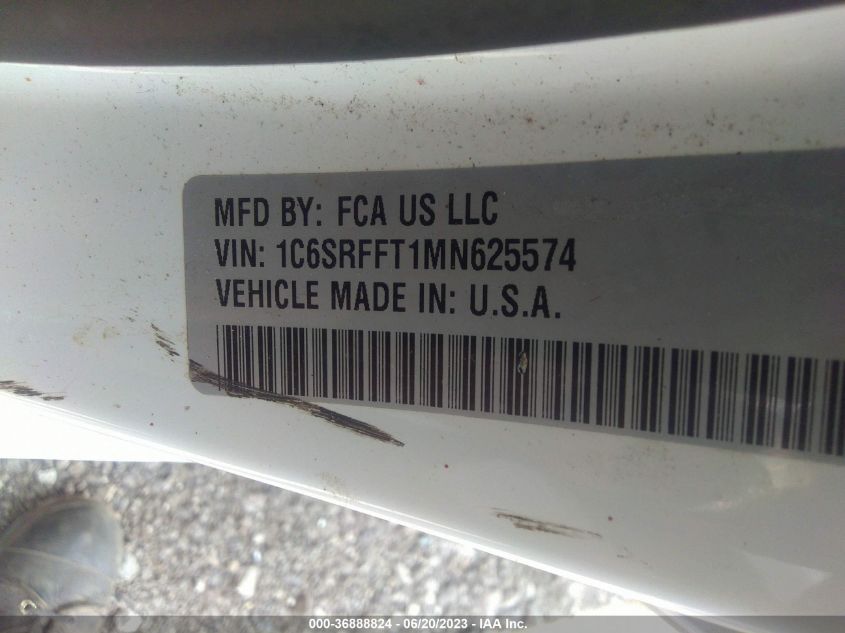 MFD BY: FCA US LLC
VIN: 1C6SRFFT1MN625574
VEHICLE MADE IN: U.S.A.
000-36888824 - 06/20/2023 - IAA Inc.